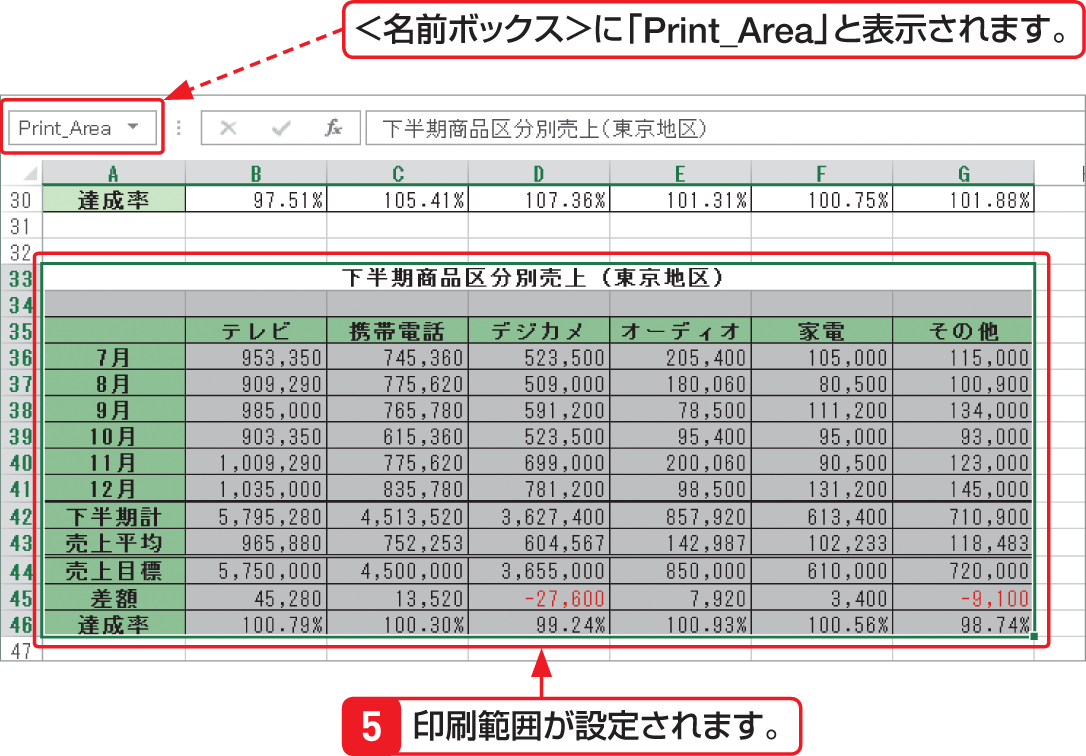 <名前ボックス>に「Print_Area」と表示されます。
Print_Area fx 下半期商品区分別売上（東京地区）
A B C D E F G
30 達成率 97.51% 105.41% 107.36% 101.31% 100.75% 101.88%
31
32
33 下半期商品区分別売上（東京地区）
34
35 テレビ 携帯電話 デジカメ オーディオ 家電 その他
36 7月 953,350 745,360 523,500 205,400 105,000 115,000
37 8月 909,290 775,620 509,000 180,060 80,500 100,900
38 9月 985,000 765,780 591,200 78,500 111,200 134,000
39 10月 903,350 615,360 523,500 95,400 95,000 93,000
40 11月 1,009,290 775,620 699,000 200,060 90,500 123,000
41 12月 1,035,000 835,780 781,200 98,500 131,200 145,000
42 下半期計 5,795,280 4,513,520 3,627,400 857,920 613,400 710,900
43 売上平均 965,880 752,253 604,567 142,987 102,233 118,483
44 売上目標 5,750,000 4,500,000 3,655,000 850,000 610,000 720,000
45 差額 45,280 13,520 -27,600 7,920 3,400 -9,100
46 達成率 100.79% 100.30% 99.24% 100.93% 100.56% 98.74%
47
5 印刷範囲が設定されます。